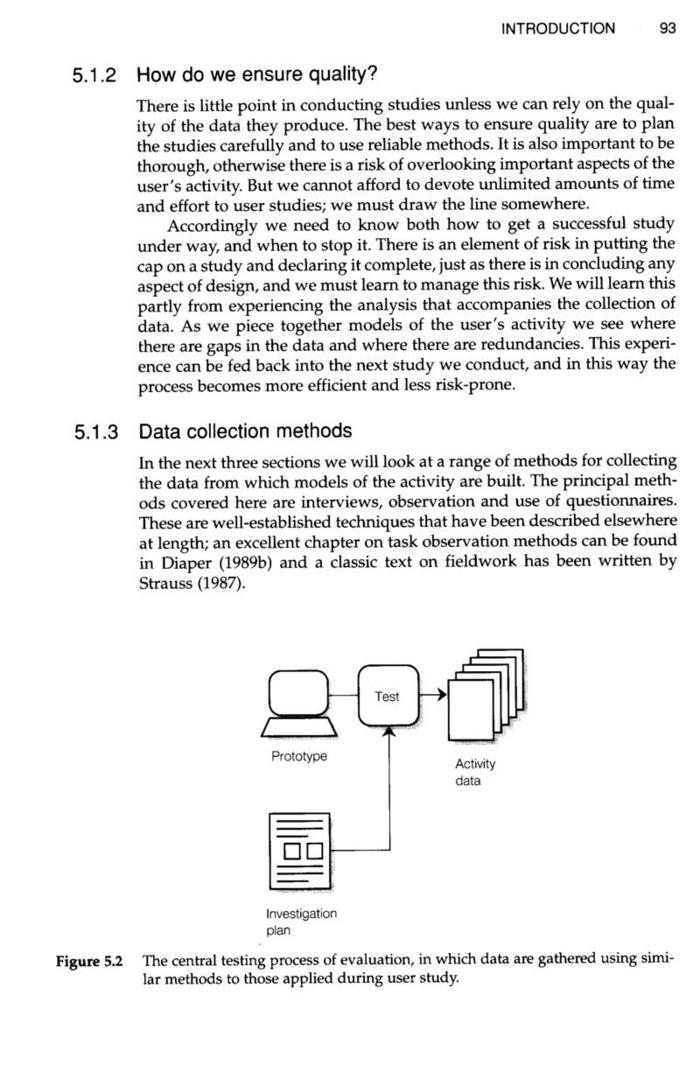 INTRODUCTION 93
5.1.2 How do we ensure quality?
There is little point in conducting studies unless we can rely on the qual-
ity of the data they produce. The best ways to ensure quality are to plan
the studies carefully and to use reliable methods. It is also important to be
thorough, otherwise there is a risk of overlooking important aspects of the
user's activity. But we cannot afford to devote unlimited amounts of time
and effort to user studies; we must draw the line somewhere.
Accordingly we need to know both how to get a successful study
under way, and when to stop it. There is an element of risk in putting the
cap on a study and declaring it complete, just as there is in concluding any
aspect of design, and we must learn to manage this risk. We will learn this
partly from experiencing the analysis that accompanies the collection of
data. As we piece together models of the user's activity we see where
there are gaps in the data and where there are redundancies. This experi-
ence can be fed back into the next study we conduct, and in this way the
process becomes more efficient and less risk-prone.
5.1.3 Data collection methods
In the next three sections we will look at a range of methods for collecting
the data from which models of the activity are built. The principal meth-
ods covered here are interviews, observation and use of questionnaires.
These are well-established techniques that have been described elsewhere
at length; an excellent chapter on task observation methods can be found
in Diaper (1989b) and a classic text on fieldwork has been written by
Strauss (1987).
Test
Prototype
Activity
data
Investigation
plan
Figure 5.2 The central testing process of evaluation, in which data are gathered using simi-
lar methods to those applied during user study.